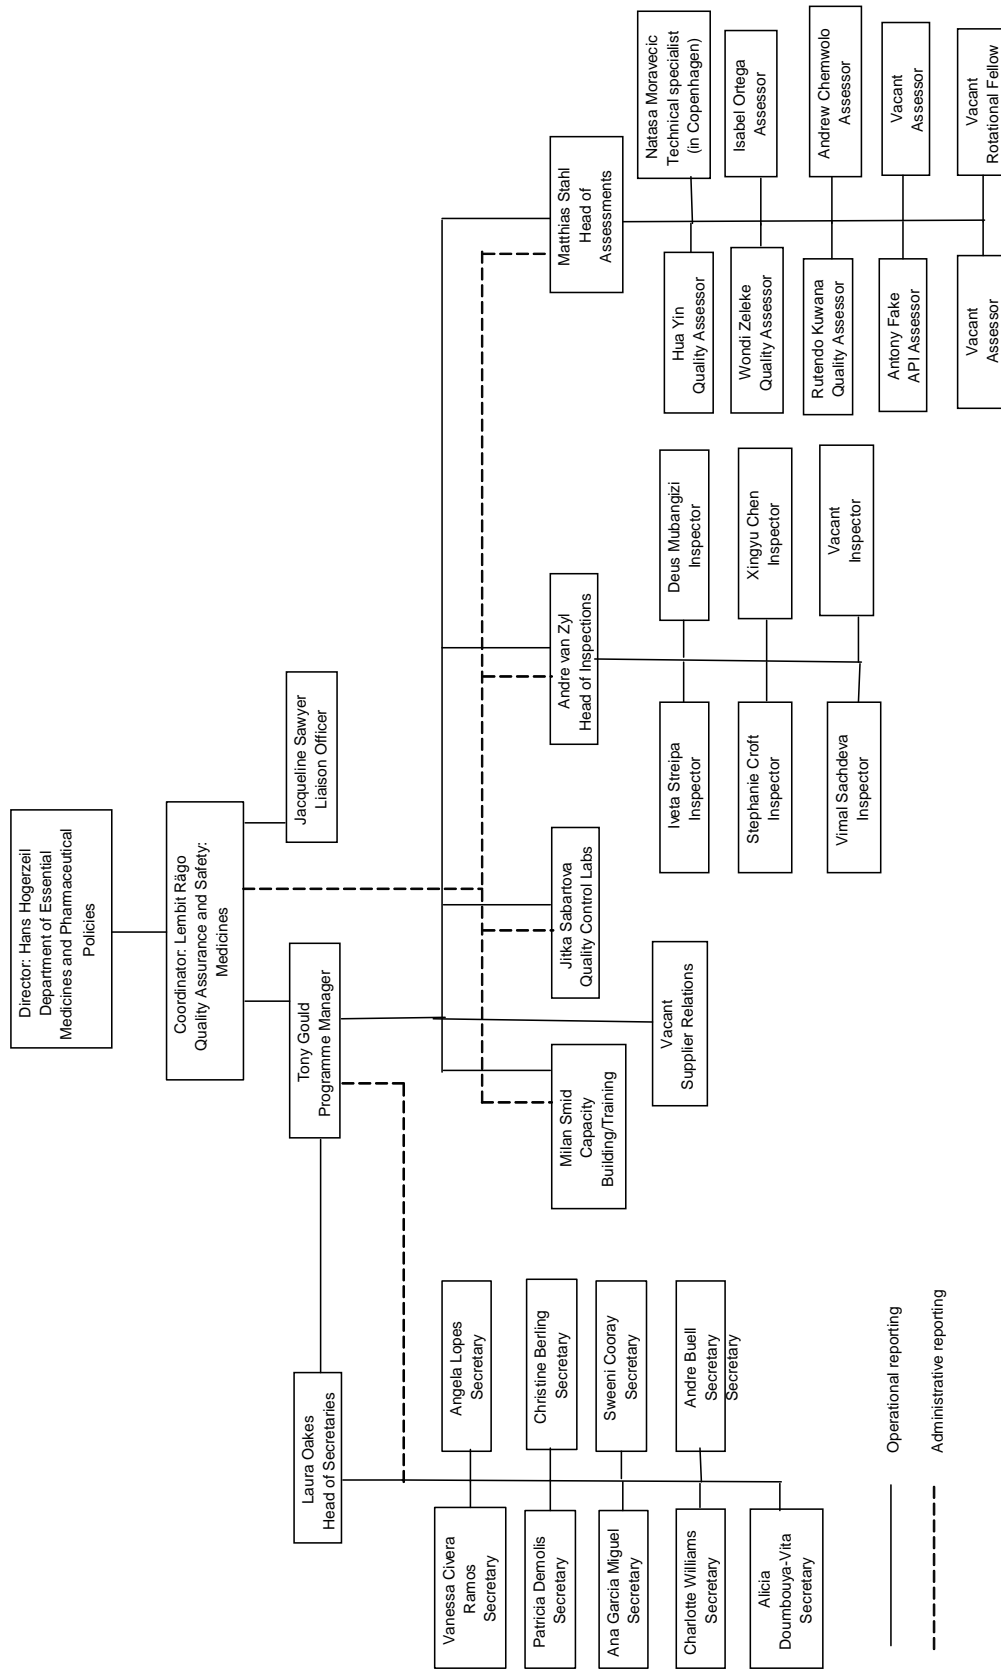 Director: Hans Hogerzeil
Department of Essential
Medicines and Pharmaceutical
Policies
Coordinator: Lembit Rägo
Quality Assurance and Safety:
Medicines
Jacqueline Sawyer
Liaison Officer
Tony Gould
Programme Manager
Laura Oakes
Head of Secretaries
Vanessa Civera
Ramos
Secretary
Angela Lopes
Secretary
Patricia Demolis
Secretary
Christine Berling
Secretary
Ana Garcia Miguel
Secretary
Sweeni Cooray
Secretary
Charlotte Williams
Secretary
Andre Buell
Secretary
Secretary
Alicia
Doumbouya-Vita
Secretary
Milan Smid
Capacity
Building/Training
Jitka Sabartova
Quality Control Labs
Andre van Zyl
Head of Inspections
Matthias Stahl
Head of
Assessments
Vacant
Supplier Relations
Iveta Streipa
Inspector
Deus Mubangizi
Inspector
Stephanie Croft
Inspector
Xingyu Chen
Inspector
Vimal Sachdeva
Inspector
Vacant
Inspector
Hua Yin
Quality Assessor
Natasa Moravecic
Technical specialist
(in Copenhagen)
Wondi Zeleke
Quality Assessor
Isabel Ortega
Assessor
Rutendo Kuwana
Quality Assessor
Andrew Chemwolo
Assessor
Antony Fake
API Assessor
Vacant
Assessor
Vacant
Assessor
Vacant
Rotational Fellow
Operational reporting
Administrative reporting